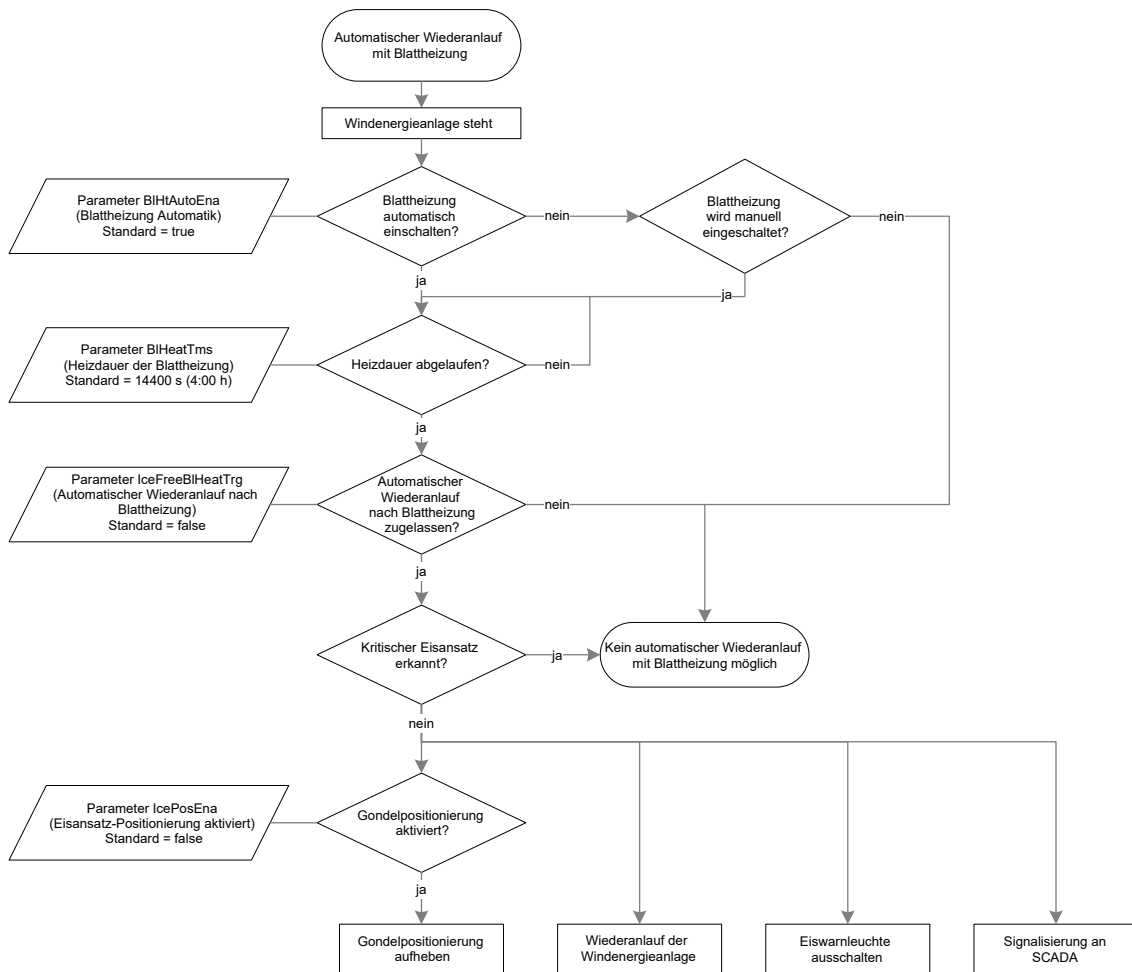 Automatischer Wiederanlauf
mit Blattheizung
Windenergieanlage steht
Parameter BlHtAutoEna
(Blattheizung Automatik)
Standard = true
Blattheizung
automatisch
einschalten?
nein
Blattheizung
wird manuell
eingeschaltet?
nein
ja
ja
Parameter BlHeatTms
(Heizdauer der Blattheizung)
Standard = 14400 s (4:00 h)
Heizdauer abgelaufen?
nein
ja
Parameter IceFreeBlHeatTrg
(Automatischer Wiederanlauf nach
Blattheizung)
Standard = false
Automatischer
Wiederanlauf
nach Blattheizung
zugelassen?
nein
ja
Kritischer Eisansatz
erkannt?
ja
Kein automatischer Wiederanlauf
mit Blattheizung möglich
nein
Parameter IcePosEna
(Eisansatz-Positionierung aktiviert)
Standard = false
Gondelpositionierung
aktiviert?
ja
Gondelpositionierung
aufheben
Wiederanlauf der
Windenergieanlage
Eiswarnleuchte
ausschalten
Signalisierung an
SCADA